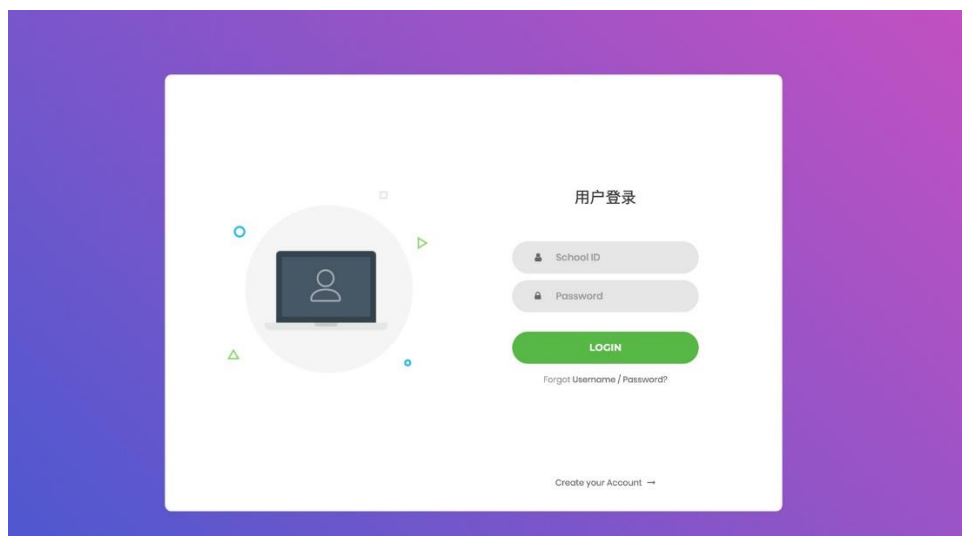 用户登录
School ID
Password
LOGIN
Forgot Username / Password?
Create your Account →